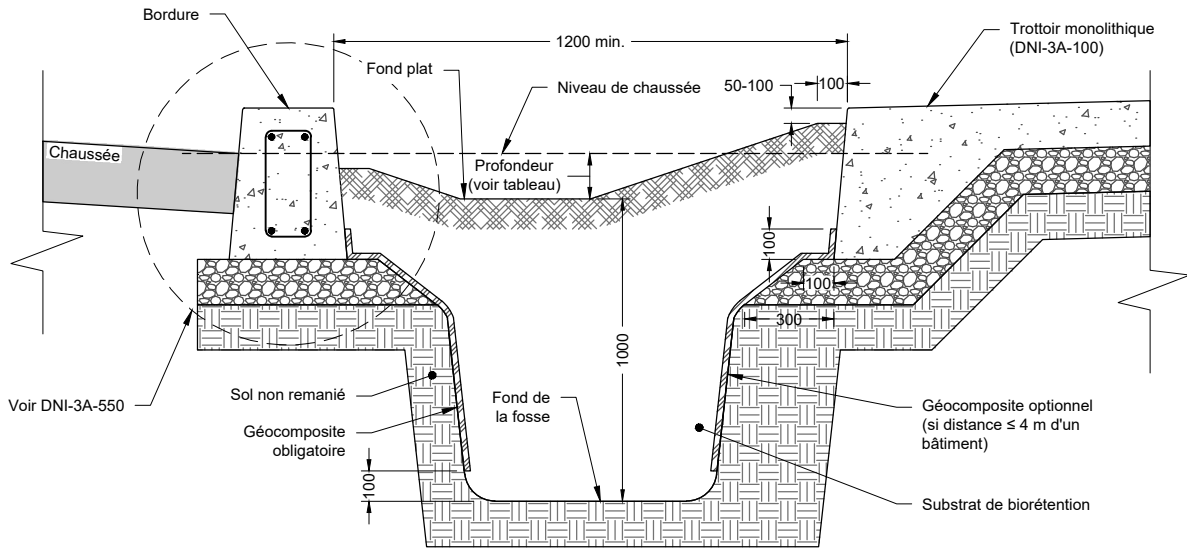 Bordure
1200 min.
Trottoir monolithique
(DNI-3A-100)
Fond plat
50-100
100
Niveau de chaussée
Chaussée
Profondeur
(voir tableau)
100
100
300
1000
Voir DNI-3A-550
Sol non remanié
Géocomposite
obligatoire
Fond de
la fosse
Géocomposite optionnel
(si distance ≤ 4 m d'un
bâtiment)
100
Substrat de biorétention